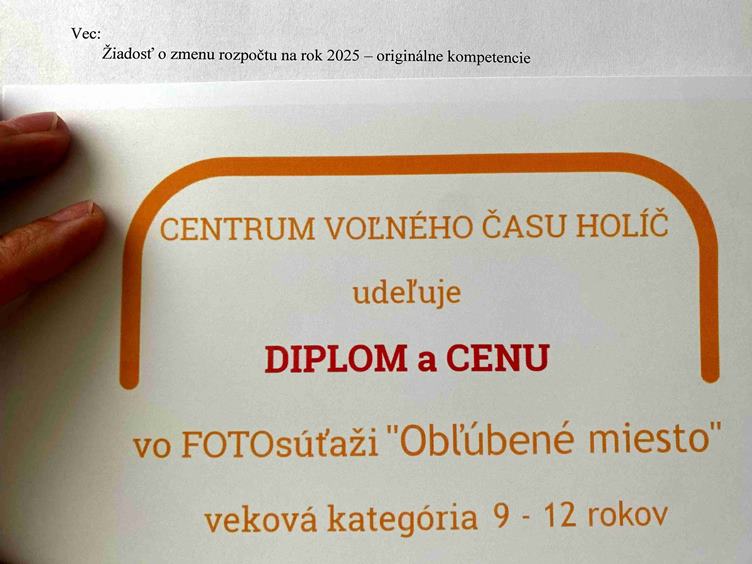 Vec:
Žiadosť o zmenu rozpočtu na rok 2025 – originálne kompetencie
CENTRUM VOĽNÉHO ČASU HOLÍČ
udeľuje
DIPLOM a CENU
vo FOTOsúťaži "Obľúbené miesto"
veková kategória 9 - 12 rokov